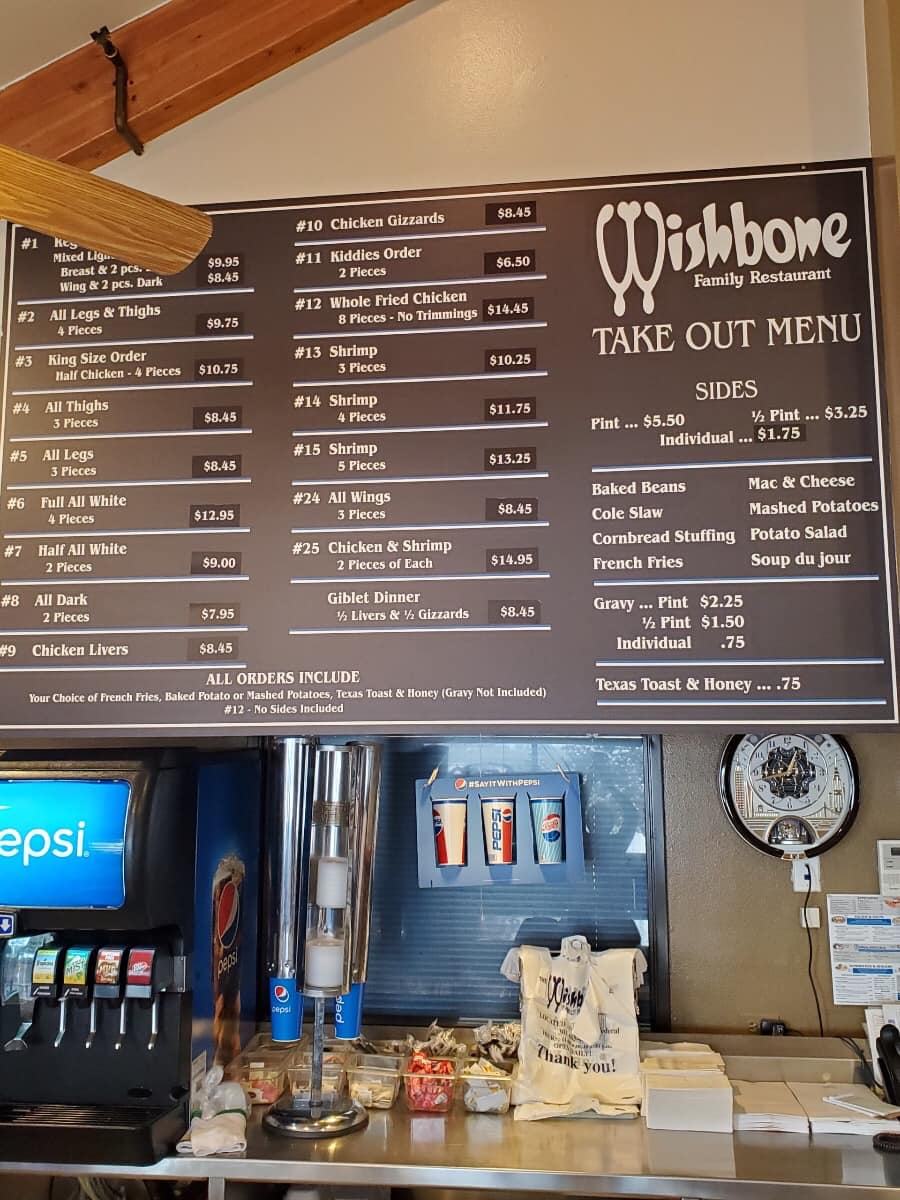 #1 Reg
Mixed Ligh
Breast & 2 pcs. $9.95
Wing & 2 pcs. Dark $8.45
#2 All Legs & Thighs
4 Pieces $9.75
#3 King Size Order
Half Chicken - 4 Pieces $10.75
#4 All Thighs
3 Pieces $8.45
#5 All Legs
3 Pieces $8.45
#6 Full All White
4 Pieces $12.95
#7 Half All White
2 Pieces $9.00
#8 All Dark
2 Pieces $7.95
#9 Chicken Livers $8.45
#10 Chicken Gizzards $8.45
#11 Kiddies Order
2 Pieces $6.50
#12 Whole Fried Chicken
8 Pieces - No Trimmings $14.45
#13 Shrimp
3 Pieces $10.25
#14 Shrimp
4 Pieces $11.75
#15 Shrimp
5 Pieces $13.25
#24 All Wings
3 Pieces $8.45
#25 Chicken & Shrimp
2 Pieces of Each $14.95
Giblet Dinner
½ Livers & ½ Gizzards $8.45
ALL ORDERS INCLUDE
Your Choice of French Fries, Baked Potato or Mashed Potatoes, Texas Toast & Honey (Gravy Not Included)
#12 - No Sides Included
Wishbone
Family Restaurant
TAKE OUT MENU
SIDES
Pint ... $5.50 ½ Pint ... $3.25
Individual ... $1.75
Baked Beans Mac & Cheese
Cole Slaw Mashed Potatoes
Cornbread Stuffing Potato Salad
French Fries Soup du jour
Gravy ... Pint $2.25
½ Pint $1.50
Individual .75
Texas Toast & Honey ... .75
epsi
pepsi
#SAYITWITHPEPSI
PEPSI
pepsi
pep
Wishb
Thank you!